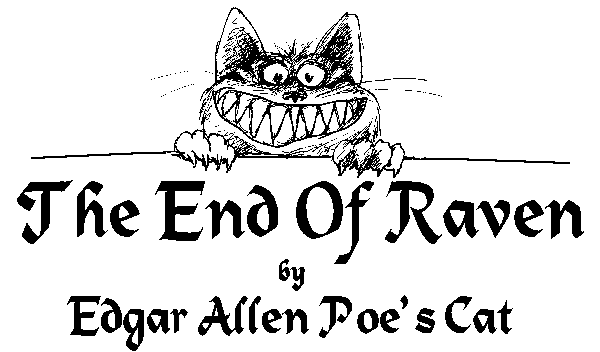 The End Of Raven
by
Edgar Allen Poe's Cat